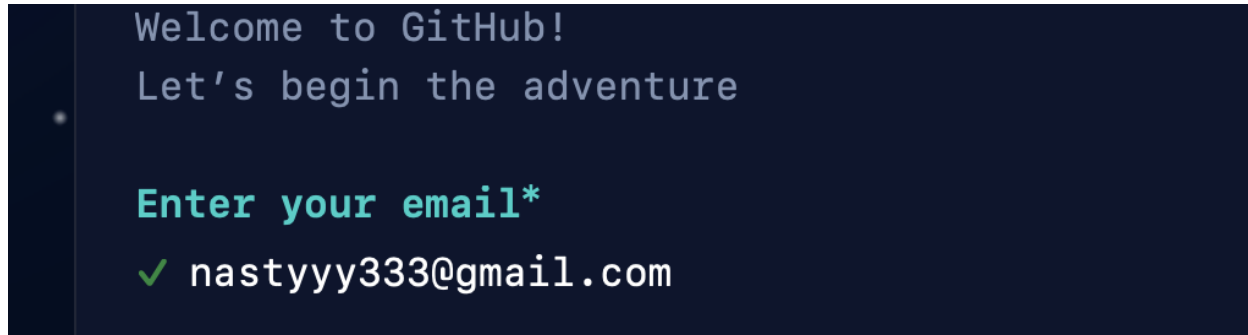 Welcome to GitHub!
Let’s begin the adventure
Enter your email*
✓ nastyyy333@gmail.com